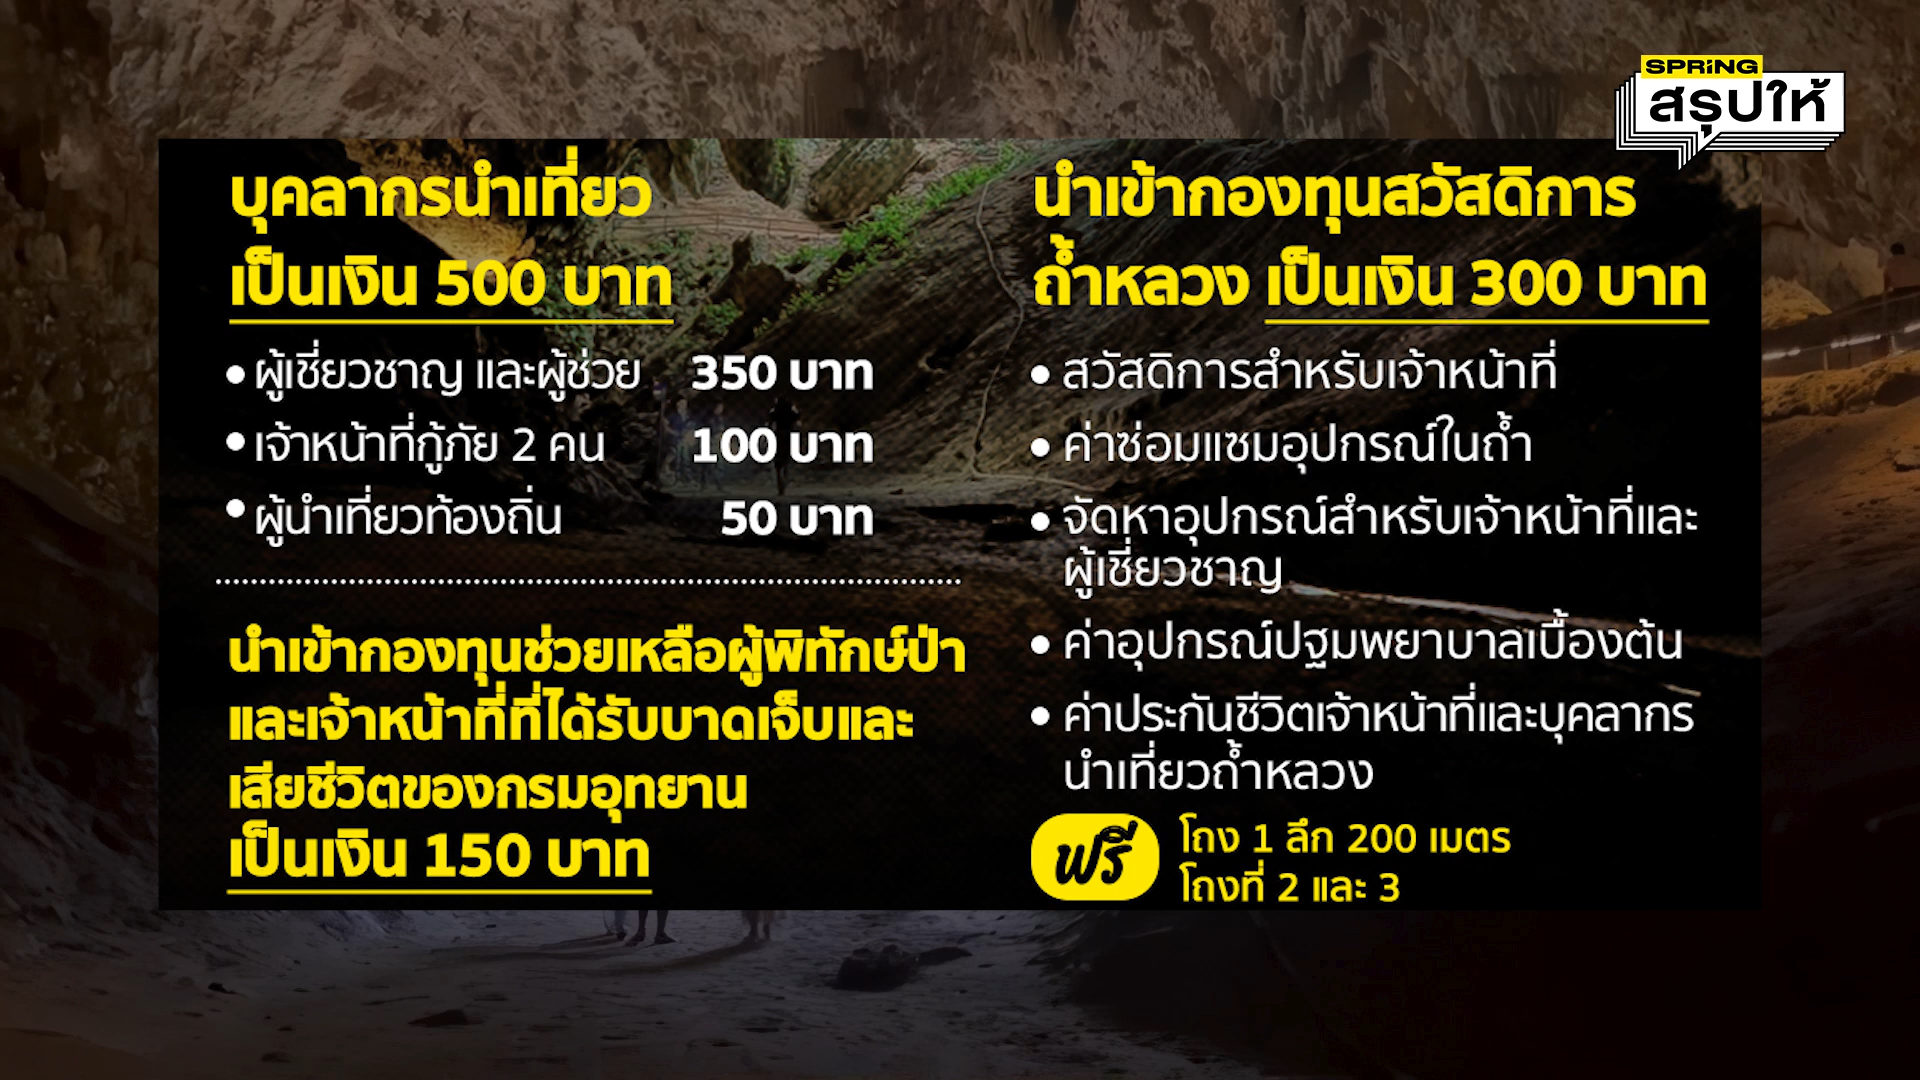 SPRiNG
สรุปให้
บุคลากรนำเที่ยว
เป็นเงิน 500 บาท
• ผู้เชี่ยวชาญ และผู้ช่วย 350 บาท
• เจ้าหน้าที่กู้ภัย 2 คน 100 บาท
• ผู้นำเที่ยวท้องถิ่น 50 บาท
นำเข้ากองทุนช่วยเหลือผู้พิทักษ์ป่า
และเจ้าหน้าที่ที่ได้รับบาดเจ็บและ
เสียชีวิตของกรมอุทยาน
เป็นเงิน 150 บาท
นำเข้ากองทุนสวัสดิการ
ถ้ำหลวง เป็นเงิน 300 บาท
• สวัสดิการสำหรับเจ้าหน้าที่
• ค่าซ่อมแซมอุปกรณ์ในถ้ำ
• จัดหาอุปกรณ์สำหรับเจ้าหน้าที่และ
ผู้เชี่ยวชาญ
• ค่าอุปกรณ์ปฐมพยาบาลเบื้องต้น
• ค่าประกันชีวิตเจ้าหน้าที่และบุคลากร
นำเที่ยวถ้ำหลวง
ฟรี
โถง 1 ลึก 200 เมตร
โถงที่ 2 และ 3